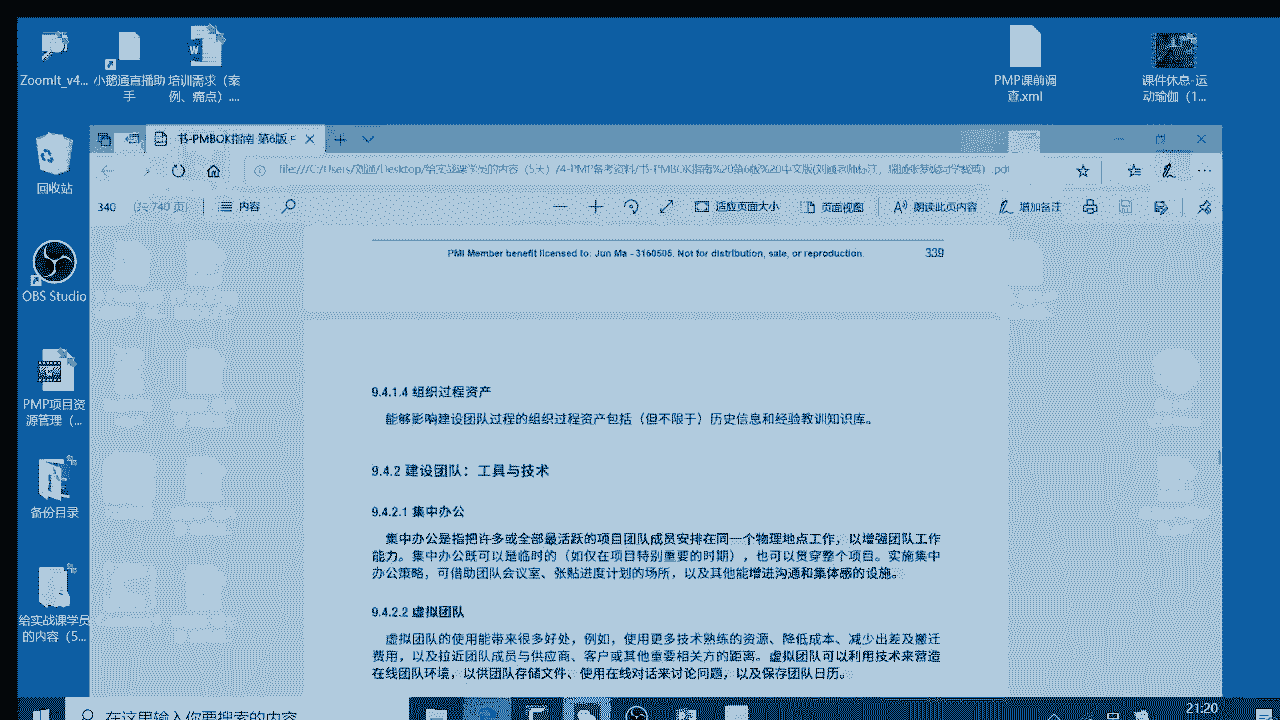 ZoomIt_v4...
小鹅通直播助手
培训需求（案例、痛点）....
PMP课前调查.xml
课件休息-运动瑜伽（1...
回收站
OBS Studio
PMP项目资源管理（...
备份目录
给实战课学员的内容（5...
书-PMBOK指南 第6版
340 （共 740 页）
内容
适应页面大小
页面视图
朗读此页内容
增加备注
PMI Member benefit licensed to: Jun Ma - 3160505. Not for distribution, sale, or reproduction.
339
9.4.1.4 组织过程资产
能够影响建设团队过程的组织过程资产包括（但不限于）历史信息和经验教训知识库。
9.4.2 建设团队：工具与技术
9.4.2.1 集中办公
集中办公是指把许多或全部最活跃的项目团队成员安排在同一个物理地点工作，以增强团队工作
能力。集中办公既可以是临时的（如仅在项目特别重要的时期），也可以贯穿整个项目。实施集中
办公策略，可借助团队会议室、张贴进度计划的场所，以及其他能增进沟通和集体感的设施。
9.4.2.2 虚拟团队
虚拟团队的使用能带来很多好处，例如，使用更多技术熟练的资源、降低成本、减少出差及搬迁
费用，以及拉近团队成员与供应商、客户或其他重要相关方的距离。虚拟团队可以利用技术来营造
在线团队环境，以供团队存储文件、使用在线对话来讨论问题，以及保存团队日历。
在这里输入你要搜索的内容
21:20